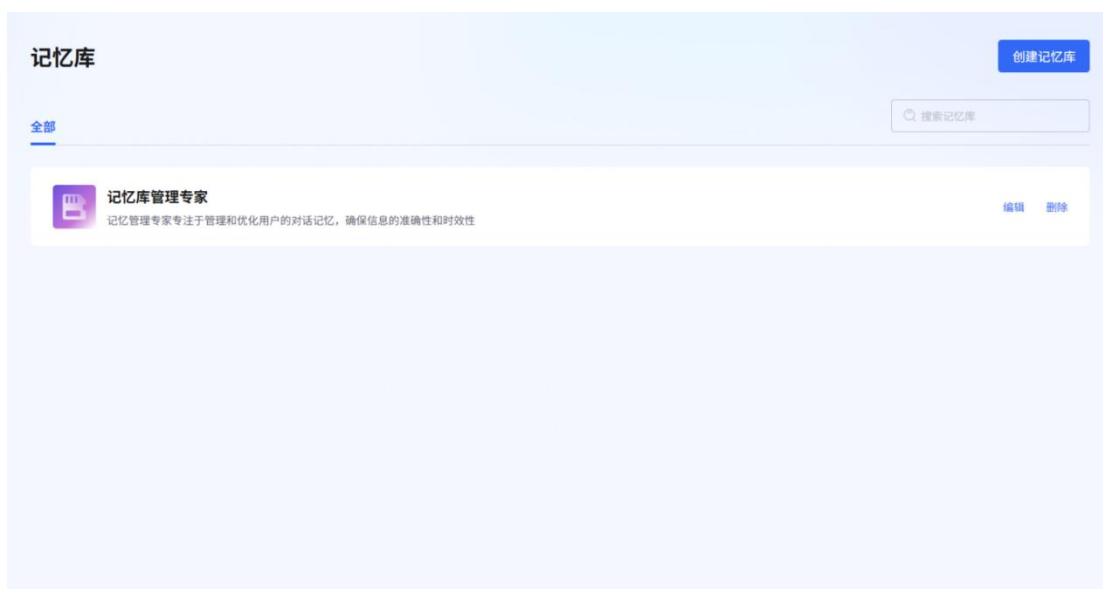 记忆库
创建记忆库
全部
搜索记忆库
记忆库管理专家
记忆管理专家专注于管理和优化用户的对话记忆，确保信息的准确性和时效性
编辑 删除